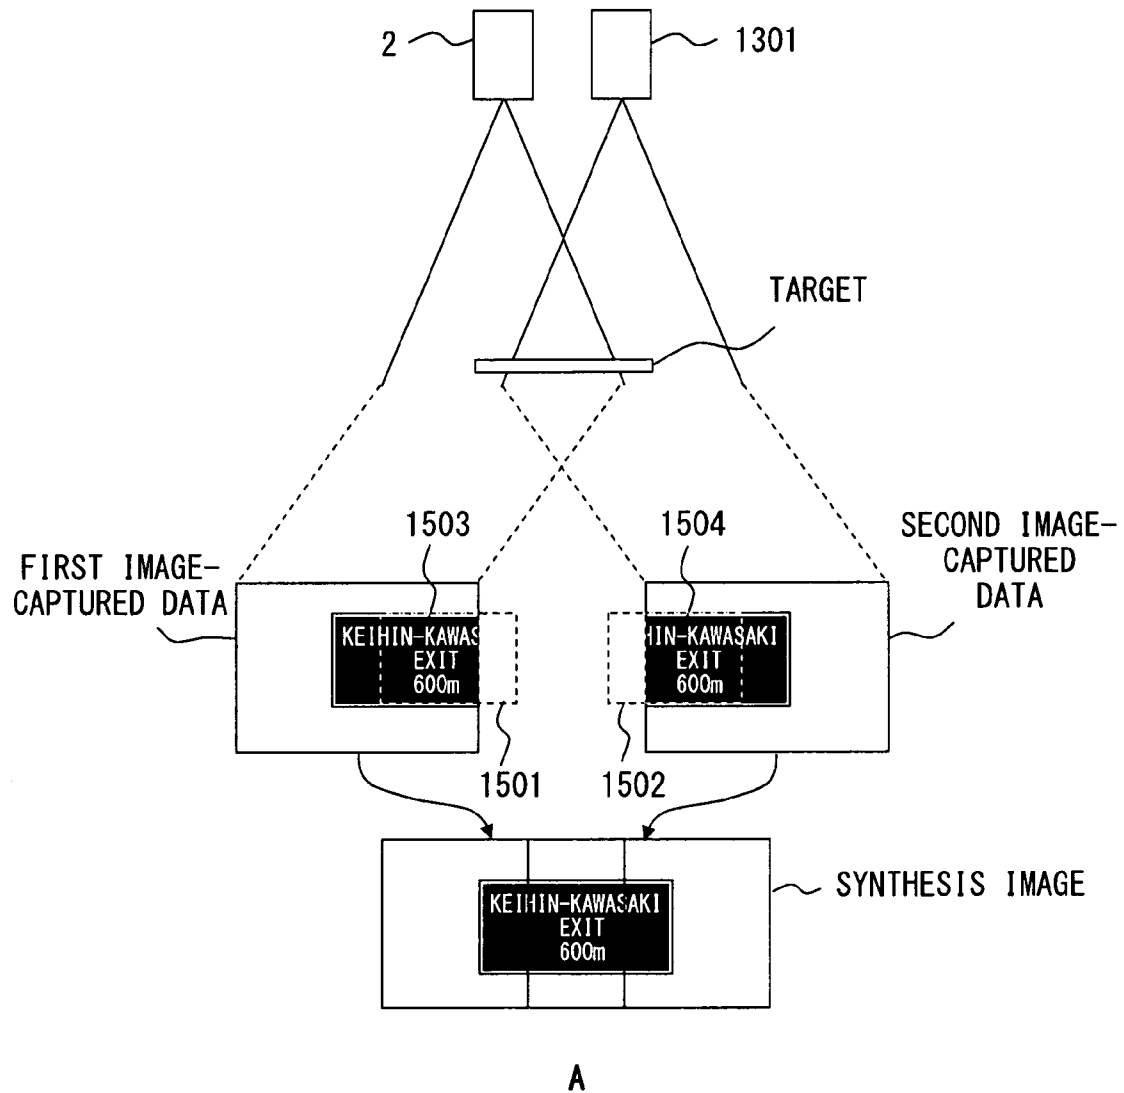 2
1301
TARGET
1503
1504
FIRST IMAGE-
CAPTURED DATA
SECOND IMAGE-
CAPTURED
DATA
KEIHIN-KAWAS
EXIT
600m
HIN-KAWASAKI
EXIT
600m
1501
1502
SYNTHESIS IMAGE
KEIHIN-KAWASAKI
EXIT
600m
A